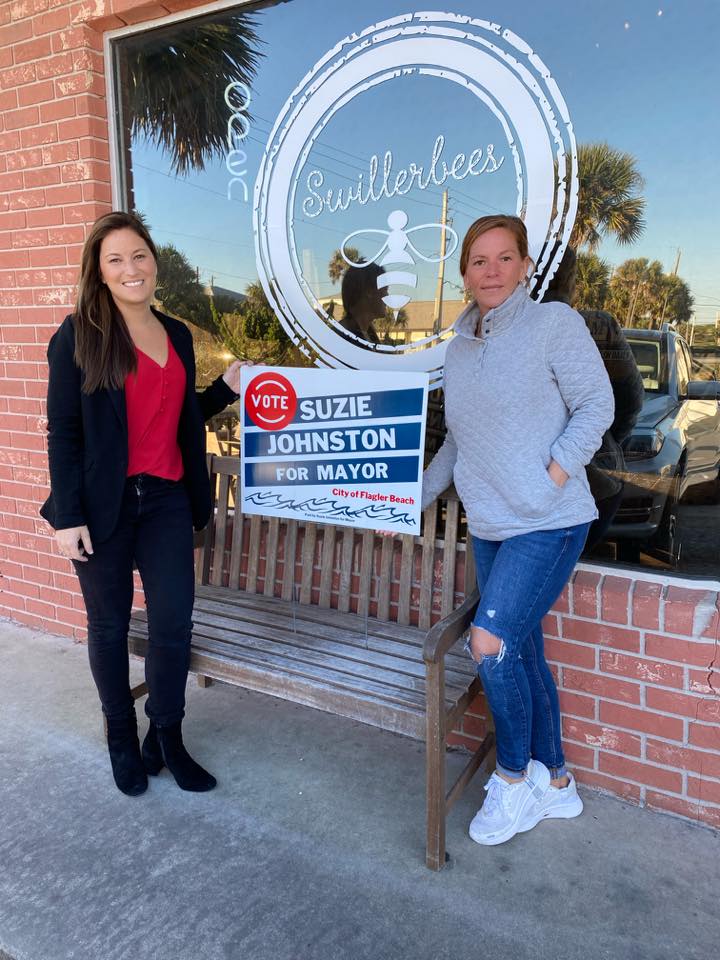 open
Swillerbees
VOTE
SUZIE
JOHNSTON
FOR MAYOR
City of Flagler Beach